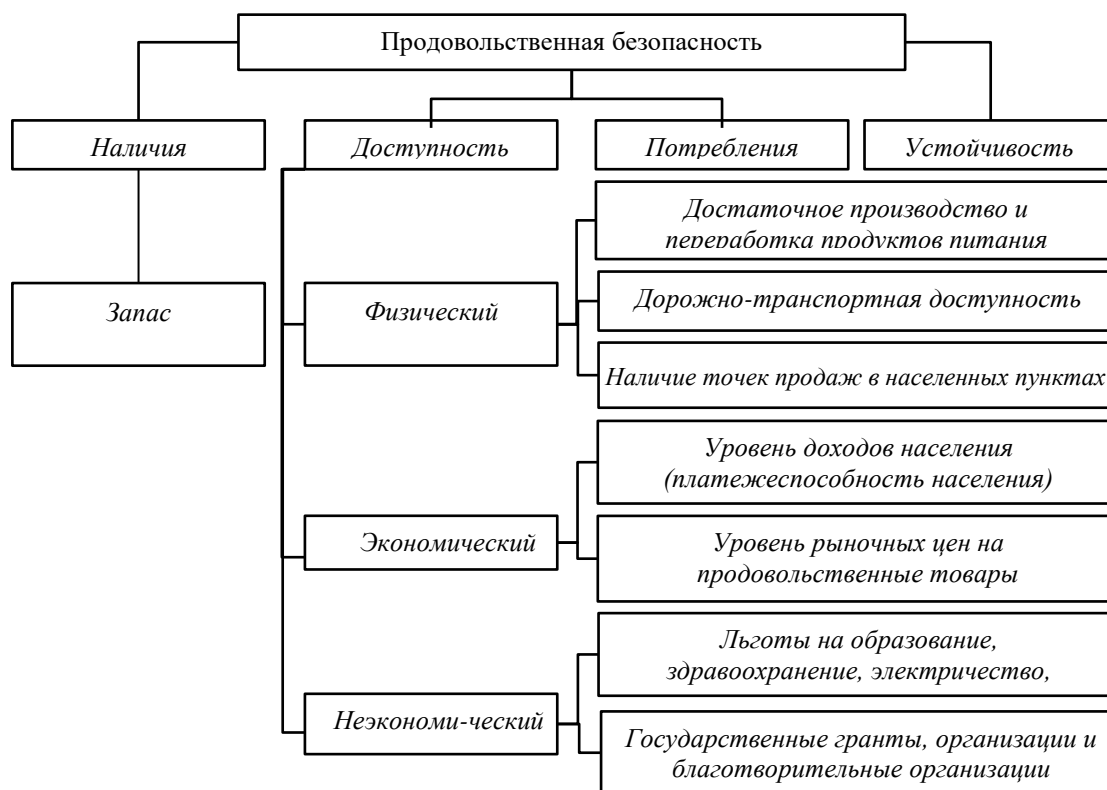 Продовольственная безопасность
Наличия
Доступность
Потребления
Устойчивость
Достаточное производство и
переработка продуктов питания
Запас
Физический
Дорожно-транспортная доступность
Наличие точек продаж в населенных пунктах
Уровень доходов населения
(платежеспособность населения)
Экономический
Уровень рыночных цен на
продовольственные товары
Льготы на образование,
здравоохранение, электричество,
Неэкономи-ческий
Государственные гранты, организации и
благотворительные организации